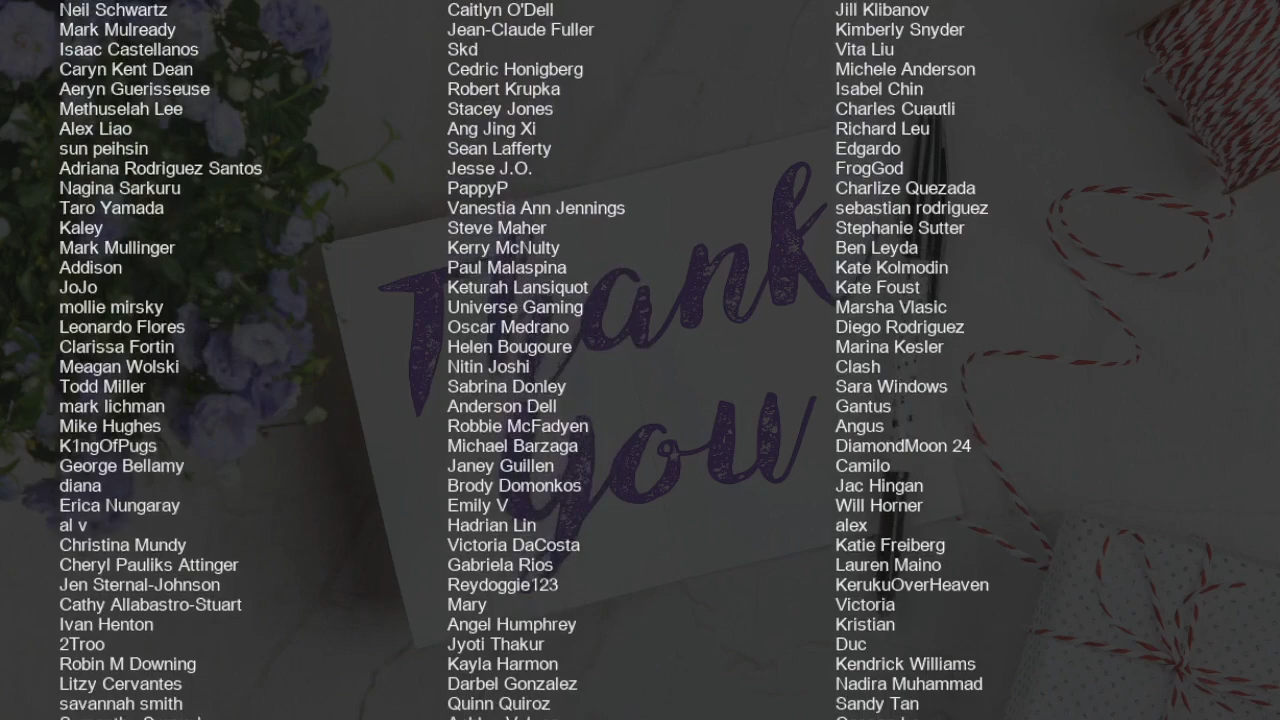 Neil Schwartz
Mark Mulready
Isaac Castellanos
Caryn Kent Dean
Aeryn Guerisseuse
Methuselah Lee
Alex Liao
sun peihsin
Adriana Rodriguez Santos
Nagina Sarkuru
Taro Yamada
Kaley
Mark Mullinger
Addison
JoJo
mollie mirsky
Leonardo Flores
Clarissa Fortin
Meagan Wolski
Todd Miller
mark lichman
Mike Hughes
K1ngOfPugs
George Bellamy
diana
Erica Nungaray
al v
Christina Mundy
Cheryl Pauliks Attinger
Jen Sternal-Johnson
Cathy Allabastro-Stuart
Ivan Henton
2Troo
Robin M Downing
Litzy Cervantes
savannah smith
Caitlyn O'Dell
Jean-Claude Fuller
Skd
Cedric Honigberg
Robert Krupka
Stacey Jones
Ang Jing Xi
Sean Lafferty
Jesse J.O.
PappyP
Vanestia Ann Jennings
Steve Maher
Kerry McNulty
Paul Malaspina
Keturah Lansiquot
Universe Gaming
Oscar Medrano
Helen Bougoure
Nitin Joshi
Sabrina Donley
Anderson Dell
Robbie McFadyen
Michael Barzaga
Janey Guillen
Brody Domonkos
Emily V
Hadrian Lin
Victoria DaCosta
Gabriela Rios
Reydoggie123
Mary
Angel Humphrey
Jyoti Thakur
Kayla Harmon
Darbel Gonzalez
Quinn Quiroz
Jill Klibanov
Kimberly Snyder
Vita Liu
Michele Anderson
Isabel Chin
Charles Cuautli
Richard Leu
Edgardo
FrogGod
Charlize Quezada
sebastian rodriguez
Stephanie Sutter
Ben Leyda
Kate Kolmodin
Kate Foust
Marsha Vlasic
Diego Rodriguez
Marina Kesler
Clash
Sara Windows
Gantus
Angus
DiamondMoon 24
Camilo
Jac Hingan
Will Horner
alex
Katie Freiberg
Lauren Maino
KerukuOverHeaven
Victoria
Kristian
Duc
Kendrick Williams
Nadira Muhammad
Sandy Tan
Thank
you